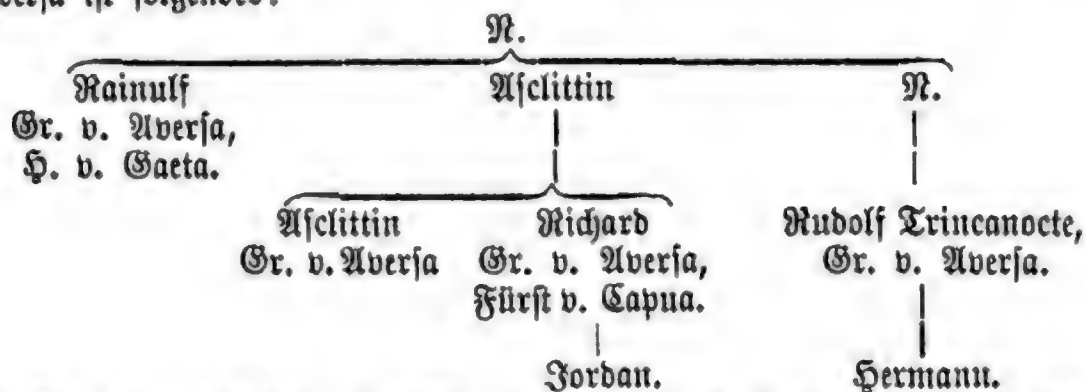 N.
Rainulf Asclittin N.
Gr. v. Aversa,
H. v. Gaeta.
Asclittin Richard Rudolf Trincanocte,
Gr. v. Aversa Gr. v. Aversa, Gr. v. Aversa.
Fürst v. Capua.
Jordan. Hermann.